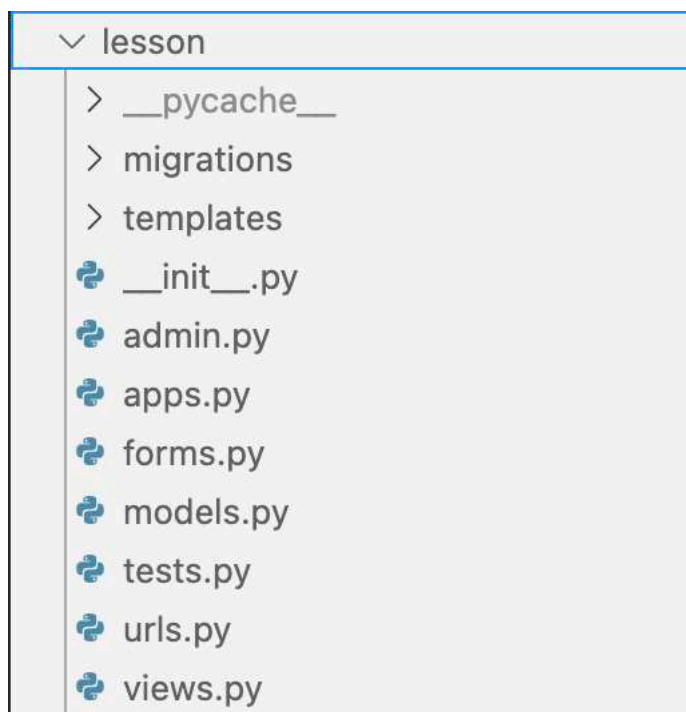 lesson
__pycache__
migrations
templates
__init__.py
admin.py
apps.py
forms.py
models.py
tests.py
urls.py
views.py